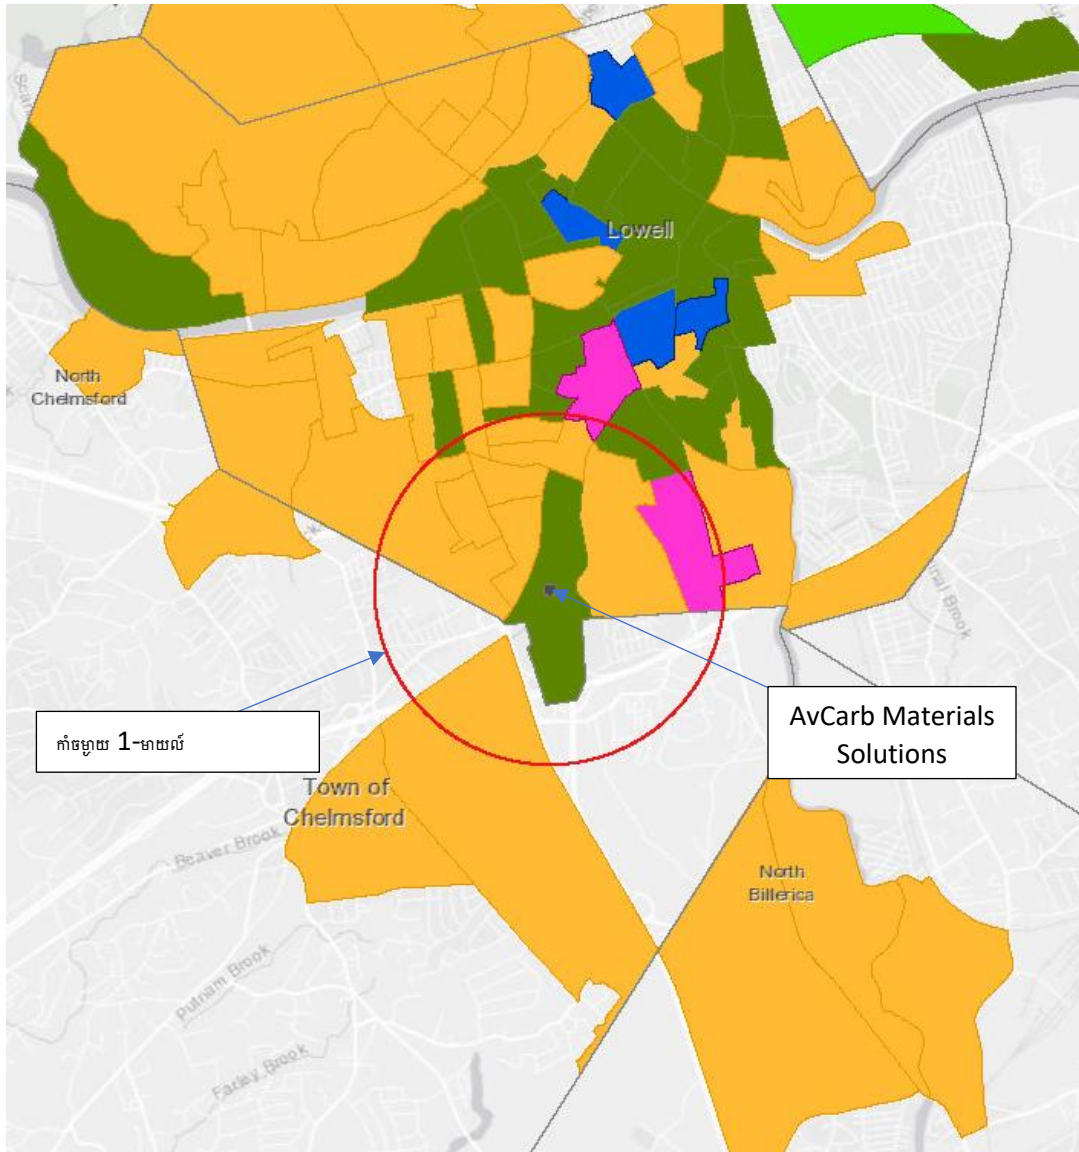 Lowell
North
Chelmsford
កាំចម្ងាយ 1-មាយល៍
AvCarb Materials
Solutions
Town of
Chelmsford
Beaver Brook
North
Billerica
Putnam Brook
Farley Brook